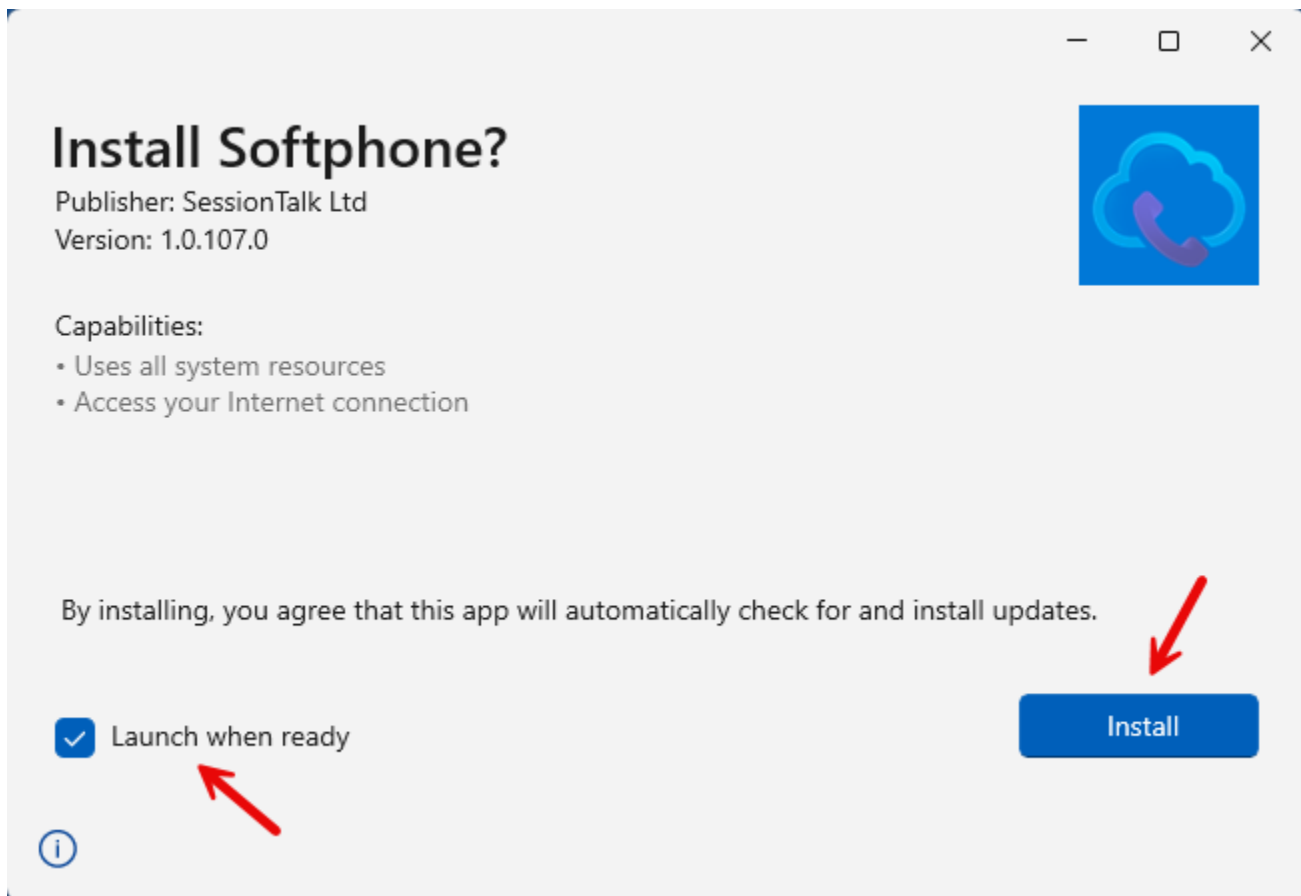 Install Softphone?
Publisher: SessionTalk Ltd
Version: 1.0.107.0
Capabilities:
• Uses all system resources
• Access your Internet connection
By installing, you agree that this app will automatically check for and install updates.
Launch when ready
Install